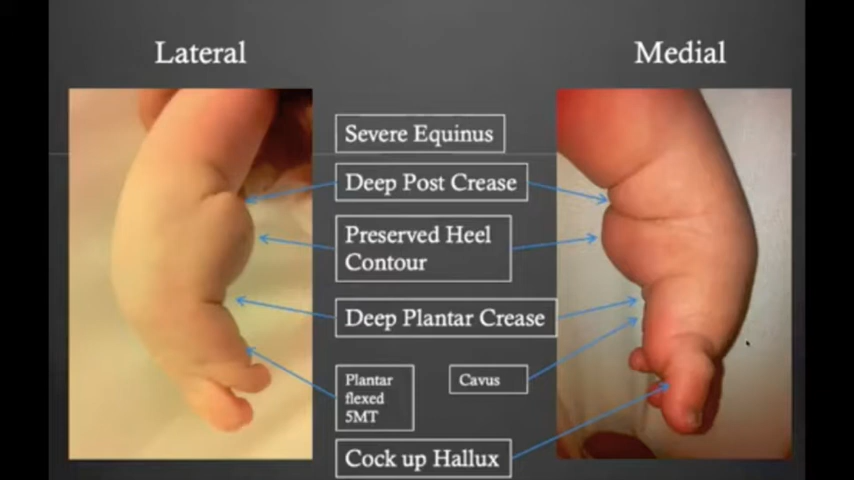 Lateral
Medial
Severe Equinus
Deep Post Crease
Preserved Heel
Contour
Deep Plantar Crease
Plantar
flexed
5MT
Cavus
Cock up Hallux